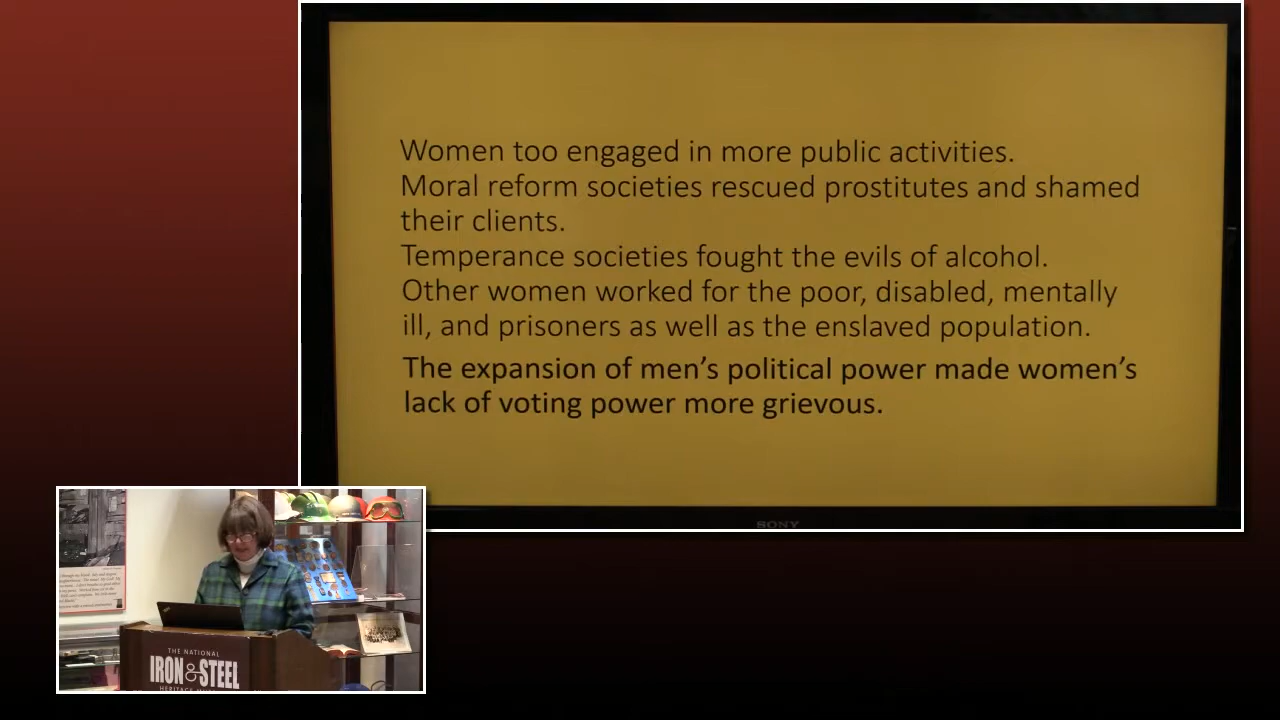 Women too engaged in more public activities.
Moral reform societies rescued prostitutes and shamed
their clients.
Temperance societies fought the evils of alcohol.
Other women worked for the poor, disabled, mentally
ill, and prisoners as well as the enslaved population.
The expansion of men's political power made women's
lack of voting power more grievous.
SONY
THE NATIONAL
IRON & STEEL